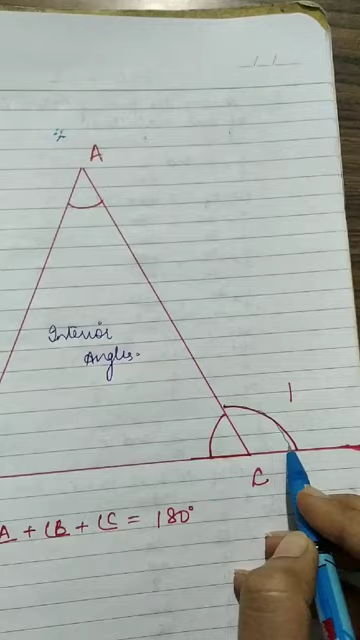 A
Interior
Angles.
1
C
A + ∠B + ∠C = 180°